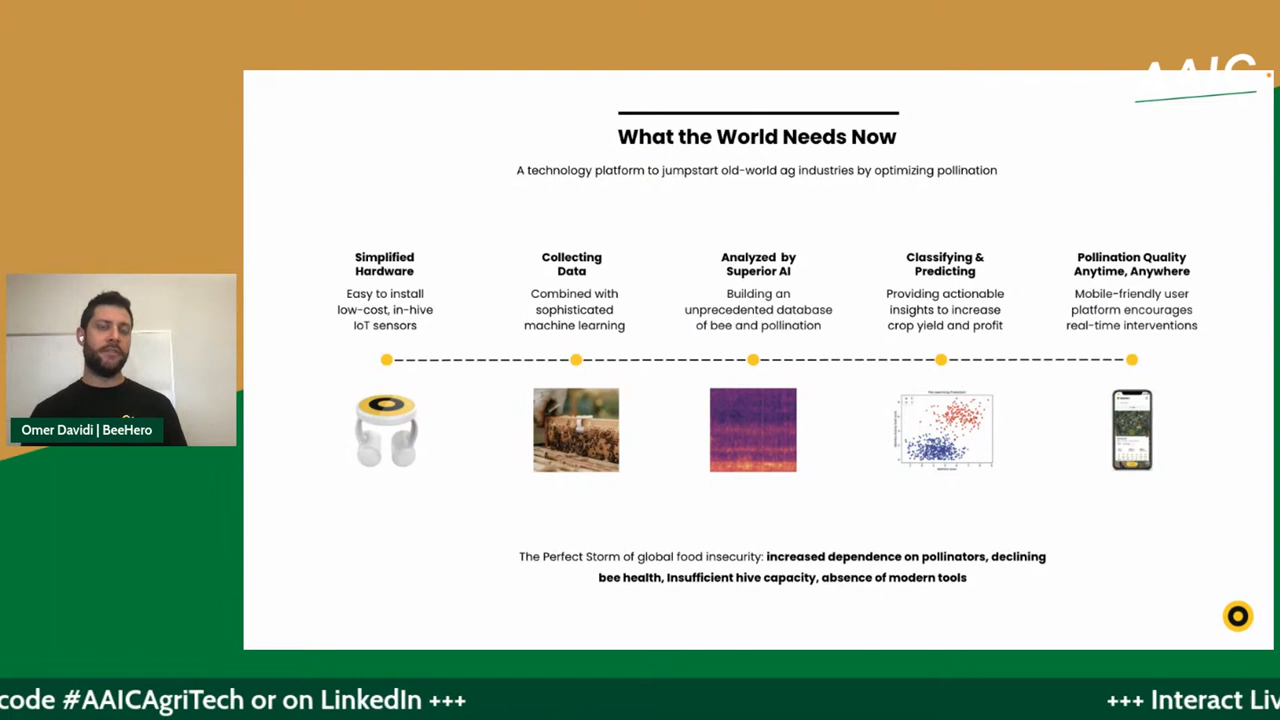 AAIC
What the World Needs Now
A technology platform to jumpstart old-world ag industries by optimizing pollination
Simplified
Hardware
Easy to install
low-cost, in-hive
IoT sensors
Collecting
Data
Combined with
sophisticated
machine learning
Analyzed by
Superior AI
Building an
unprecedented database
of bee and pollination
Classifying &
Predicting
Providing actionable
insights to increase
crop yield and profit
Pollination Quality
Anytime, Anywhere
Mobile-friendly user
platform encourages
real-time interventions
The Perfect Storm of global food insecurity: increased dependence on pollinators, declining
bee health, Insufficient hive capacity, absence of modern tools
Omer Davidi | BeeHero
code #AAICAgriTech or on LinkedIn +++
+++ Interact Liv